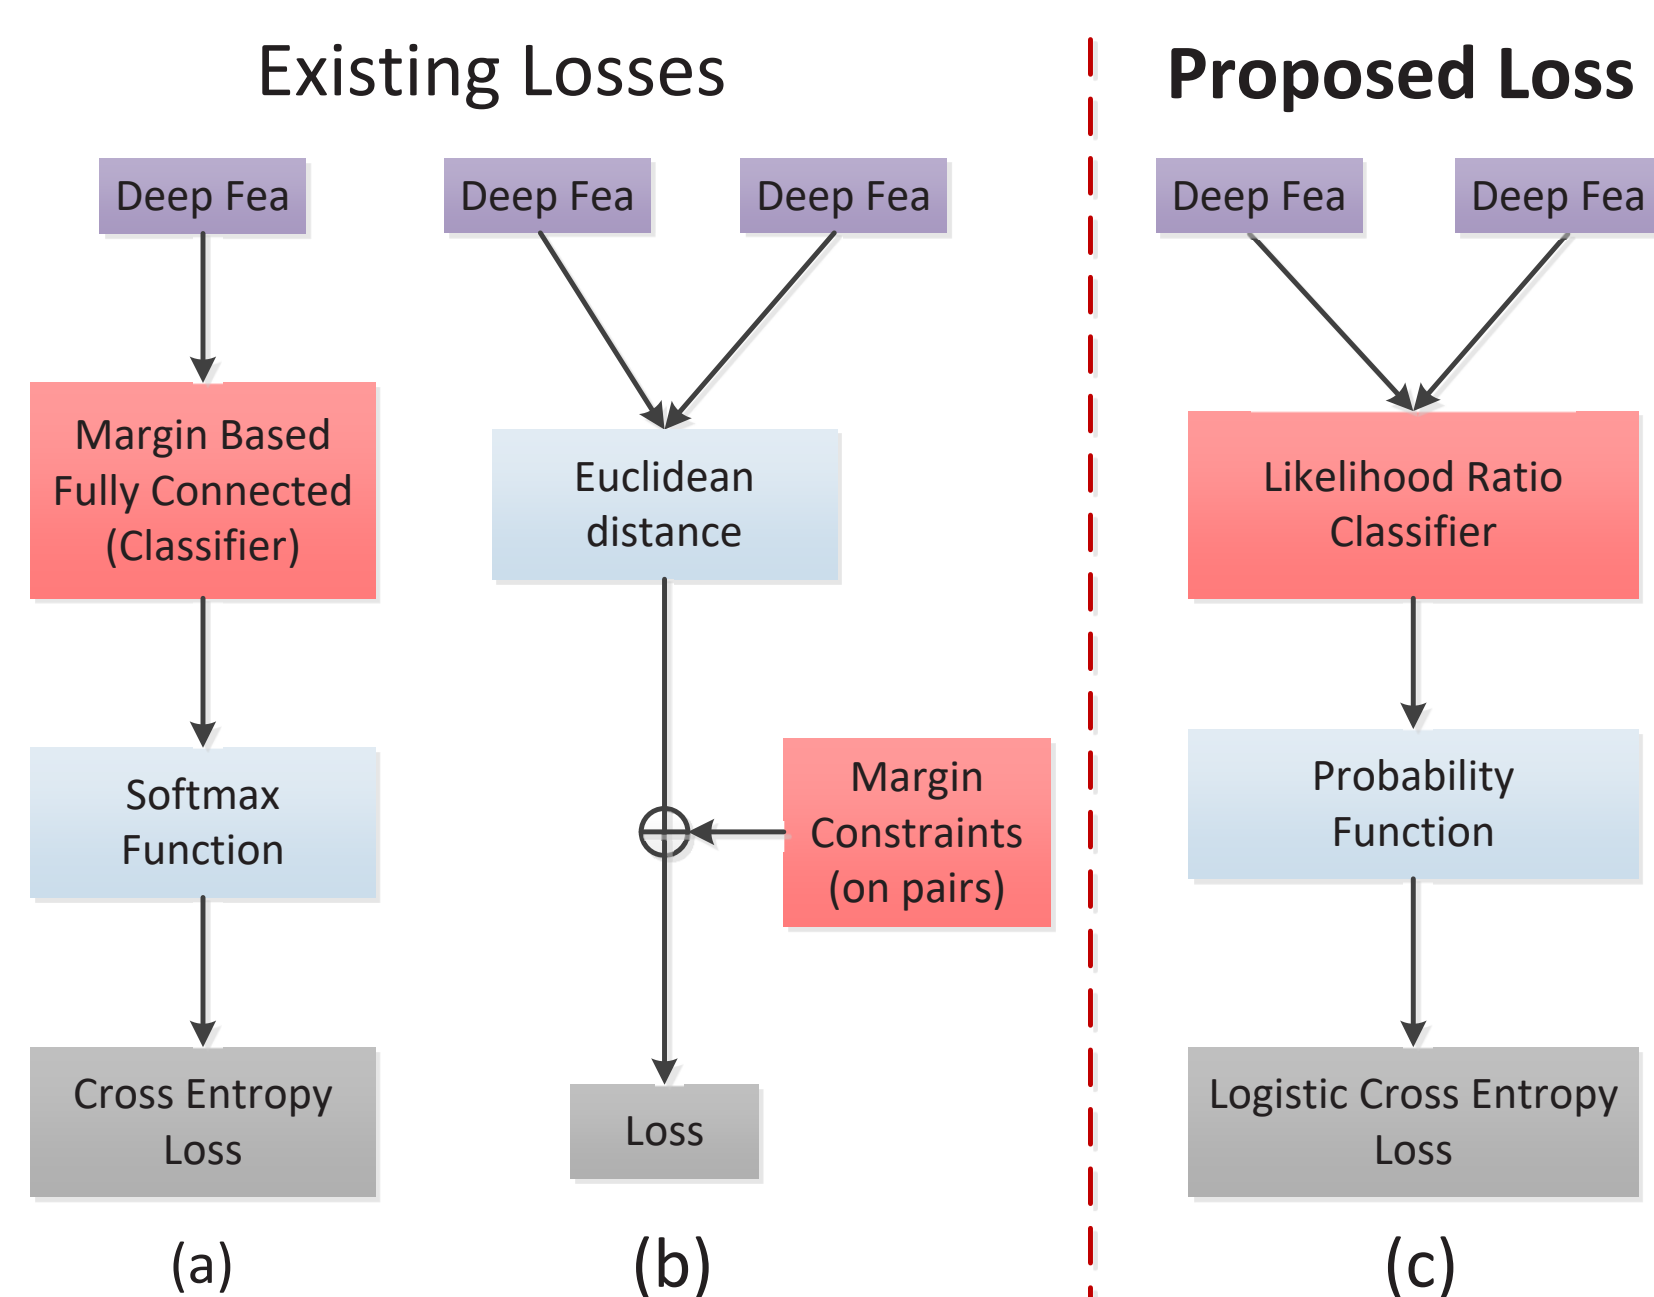 Existing Losses
Proposed Loss
Deep Fea
Deep Fea
Deep Fea
Deep Fea
Deep Fea
Margin Based
Fully Connected
(Classifier)
Softmax
Function
Cross Entropy
Loss
(a)
Euclidean
distance
Margin
Constraints
(on pairs)
Loss
(b)
Likelihood Ratio
Classifier
Probability
Function
Logistic Cross Entropy
Loss
(c)